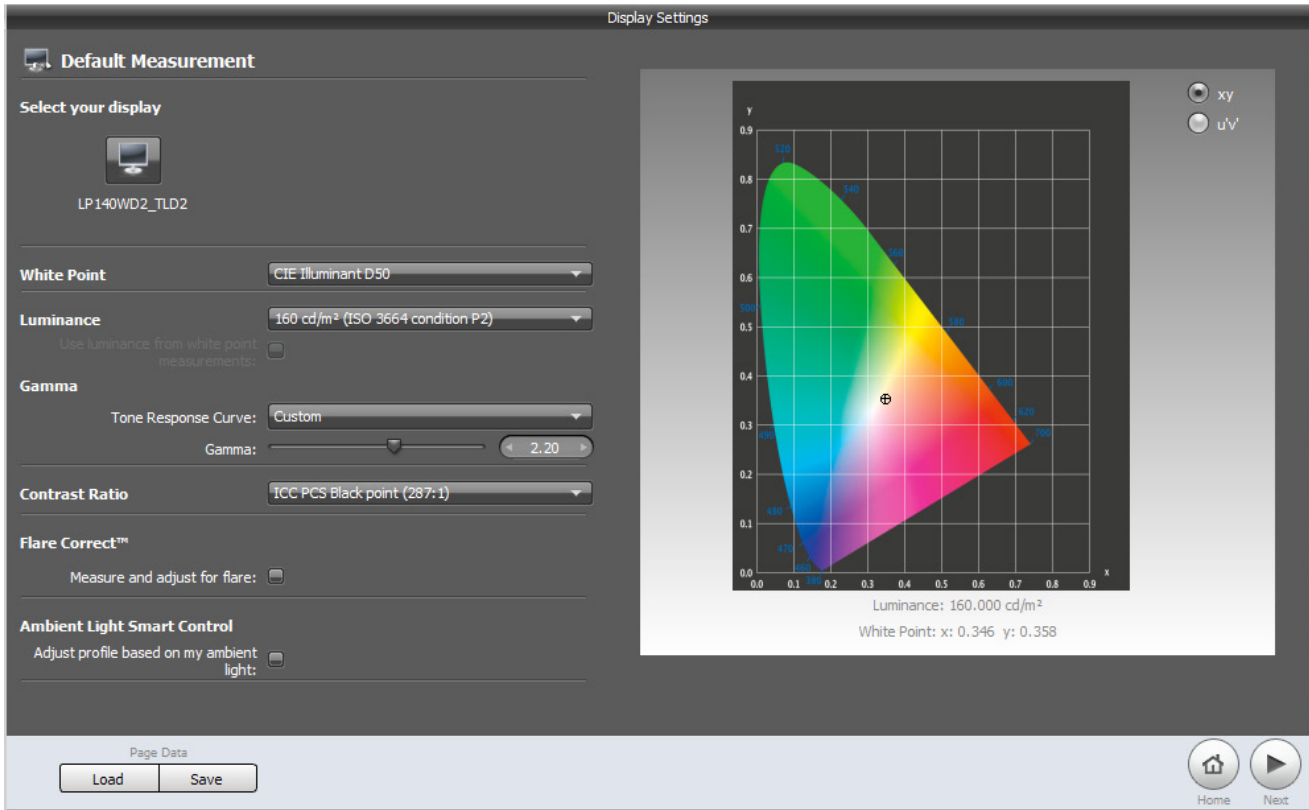 Display Settings
Default Measurement
Select your display
LP140WD2_TLD2
White Point
CIE Illuminant D50
Luminance
160 cd/m² (ISO 3664 condition P2)
Use luminance from white point
measurements:
Gamma
Tone Response Curve:
Custom
Gamma:
2.20
Contrast Ratio
ICC PCS Black point (287:1)
Flare Correct™
Measure and adjust for flare:
Ambient Light Smart Control
Adjust profile based on my ambient
light:
xy
u'v'
y
0.9
0.8
0.7
0.6
0.5
0.4
0.3
0.2
0.1
0.0
520
540
560
500
580
600
620
700
490
480
470
460
380
0.0 0.1 0.2 0.3 0.4 0.5 0.6 0.7 0.8 0.9
x
Luminance: 160.000 cd/m²
White Point: x: 0.346 y: 0.358
Page Data
Load Save
Home Next